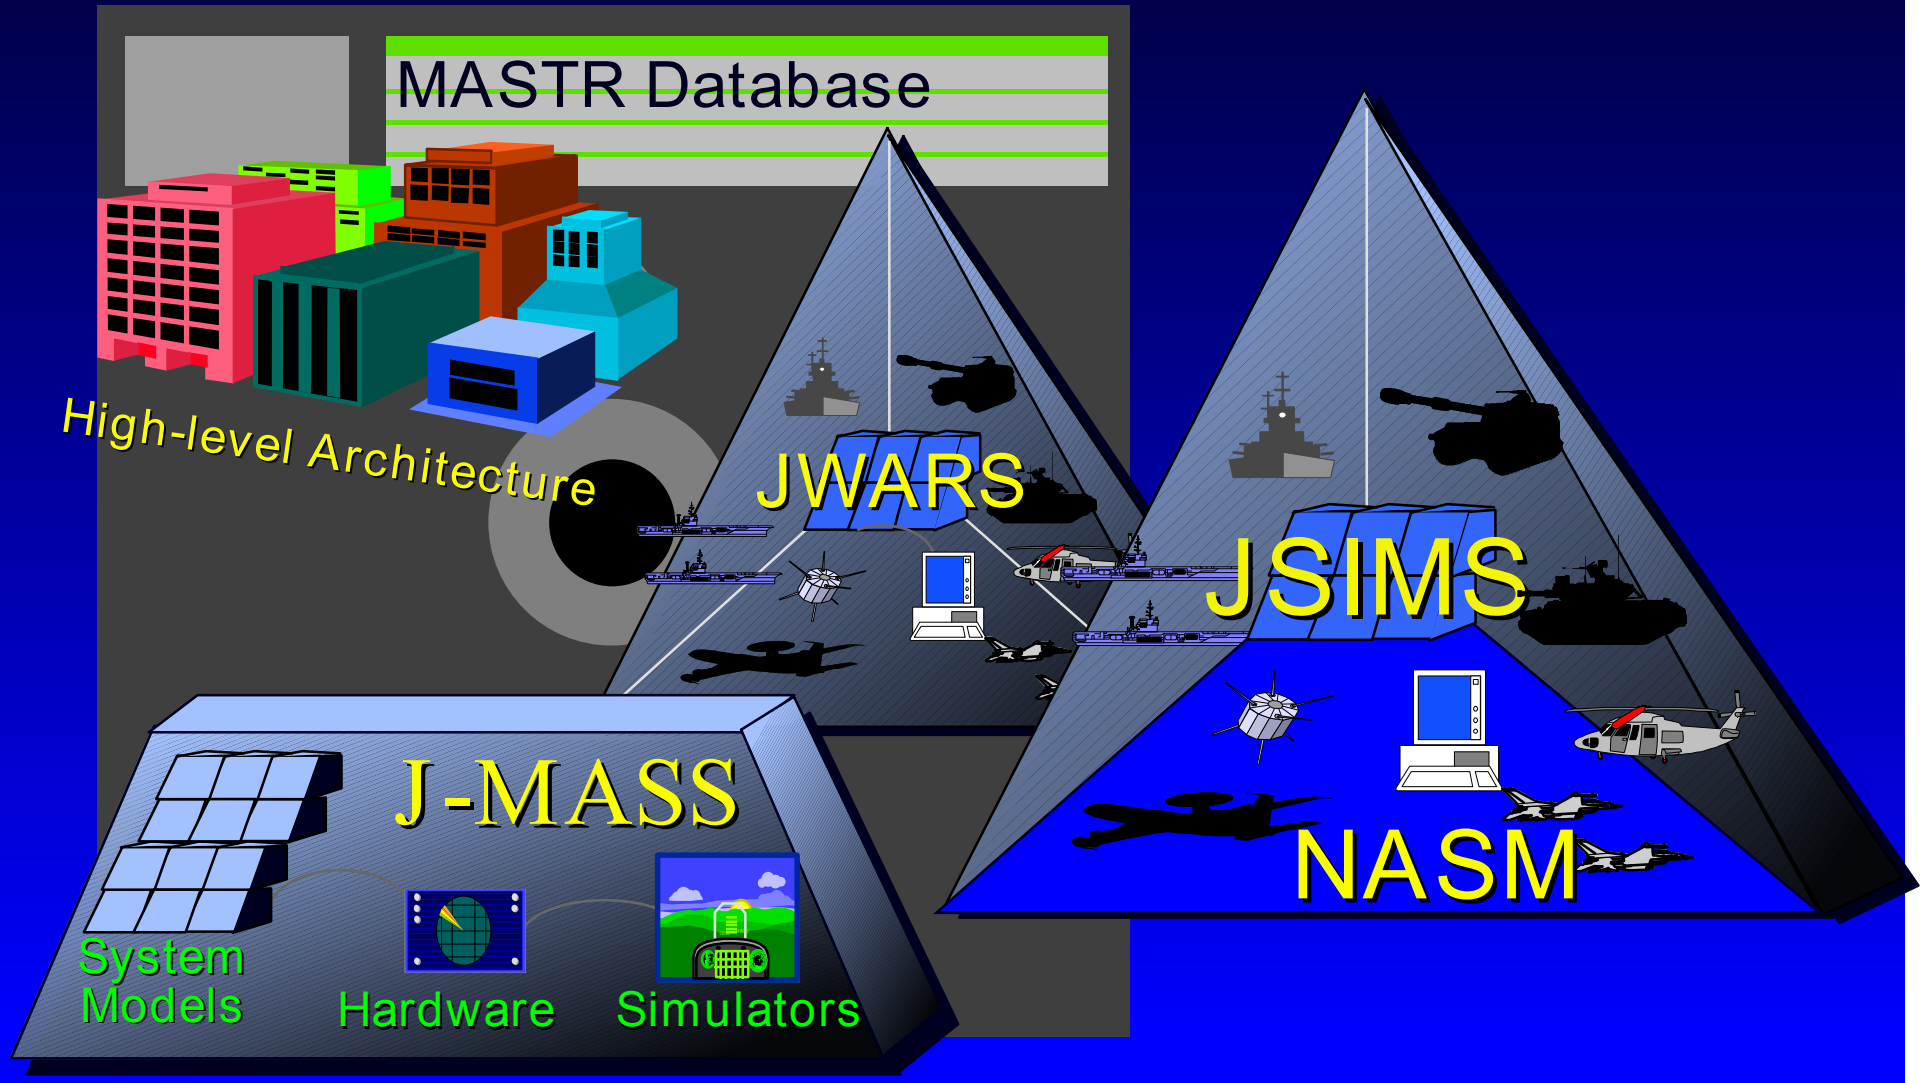 MASTR Database
High-level Architecture
JWARS
JSIMS
J-MASS
NASM
System
Models
Hardware
Simulators